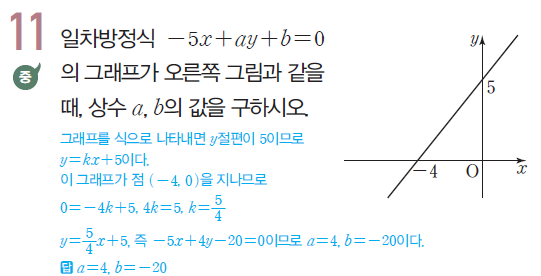 11 일차방정식 −5x+ay+b=0
중 의 그래프가 오른쪽 그림과 같을
때, 상수 a, b의 값을 구하시오.
그래프를 식으로 나타내면 y절편이 5이므로
y=kx+5이다.
이 그래프가 점 (−4, 0)을 지나므로
0=−4k+5, 4k=5, k=5/4
y=5/4x+5, 즉 −5x+4y−20=0이므로 a=4, b=−20이다.
답 a=4, b=−20
y
5
−4 O x